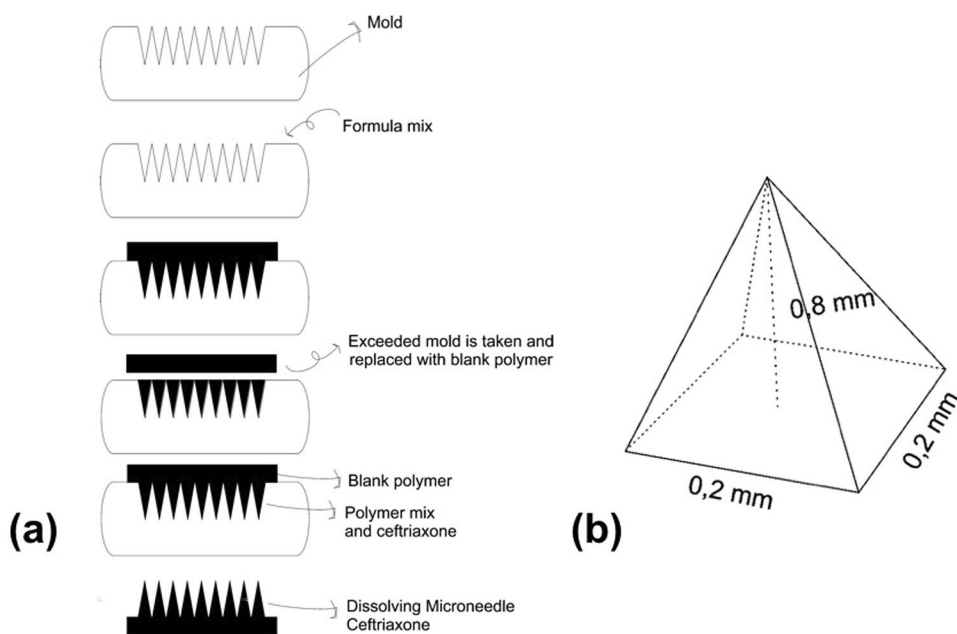 Mold
Formula mix
Exceeded mold is taken and
replaced with blank polymer
Blank polymer
Polymer mix
and ceftriaxone
(a)
Dissolving Microneedle
Ceftriaxone
0,8 mm
0,2 mm
0,2 mm
(b)